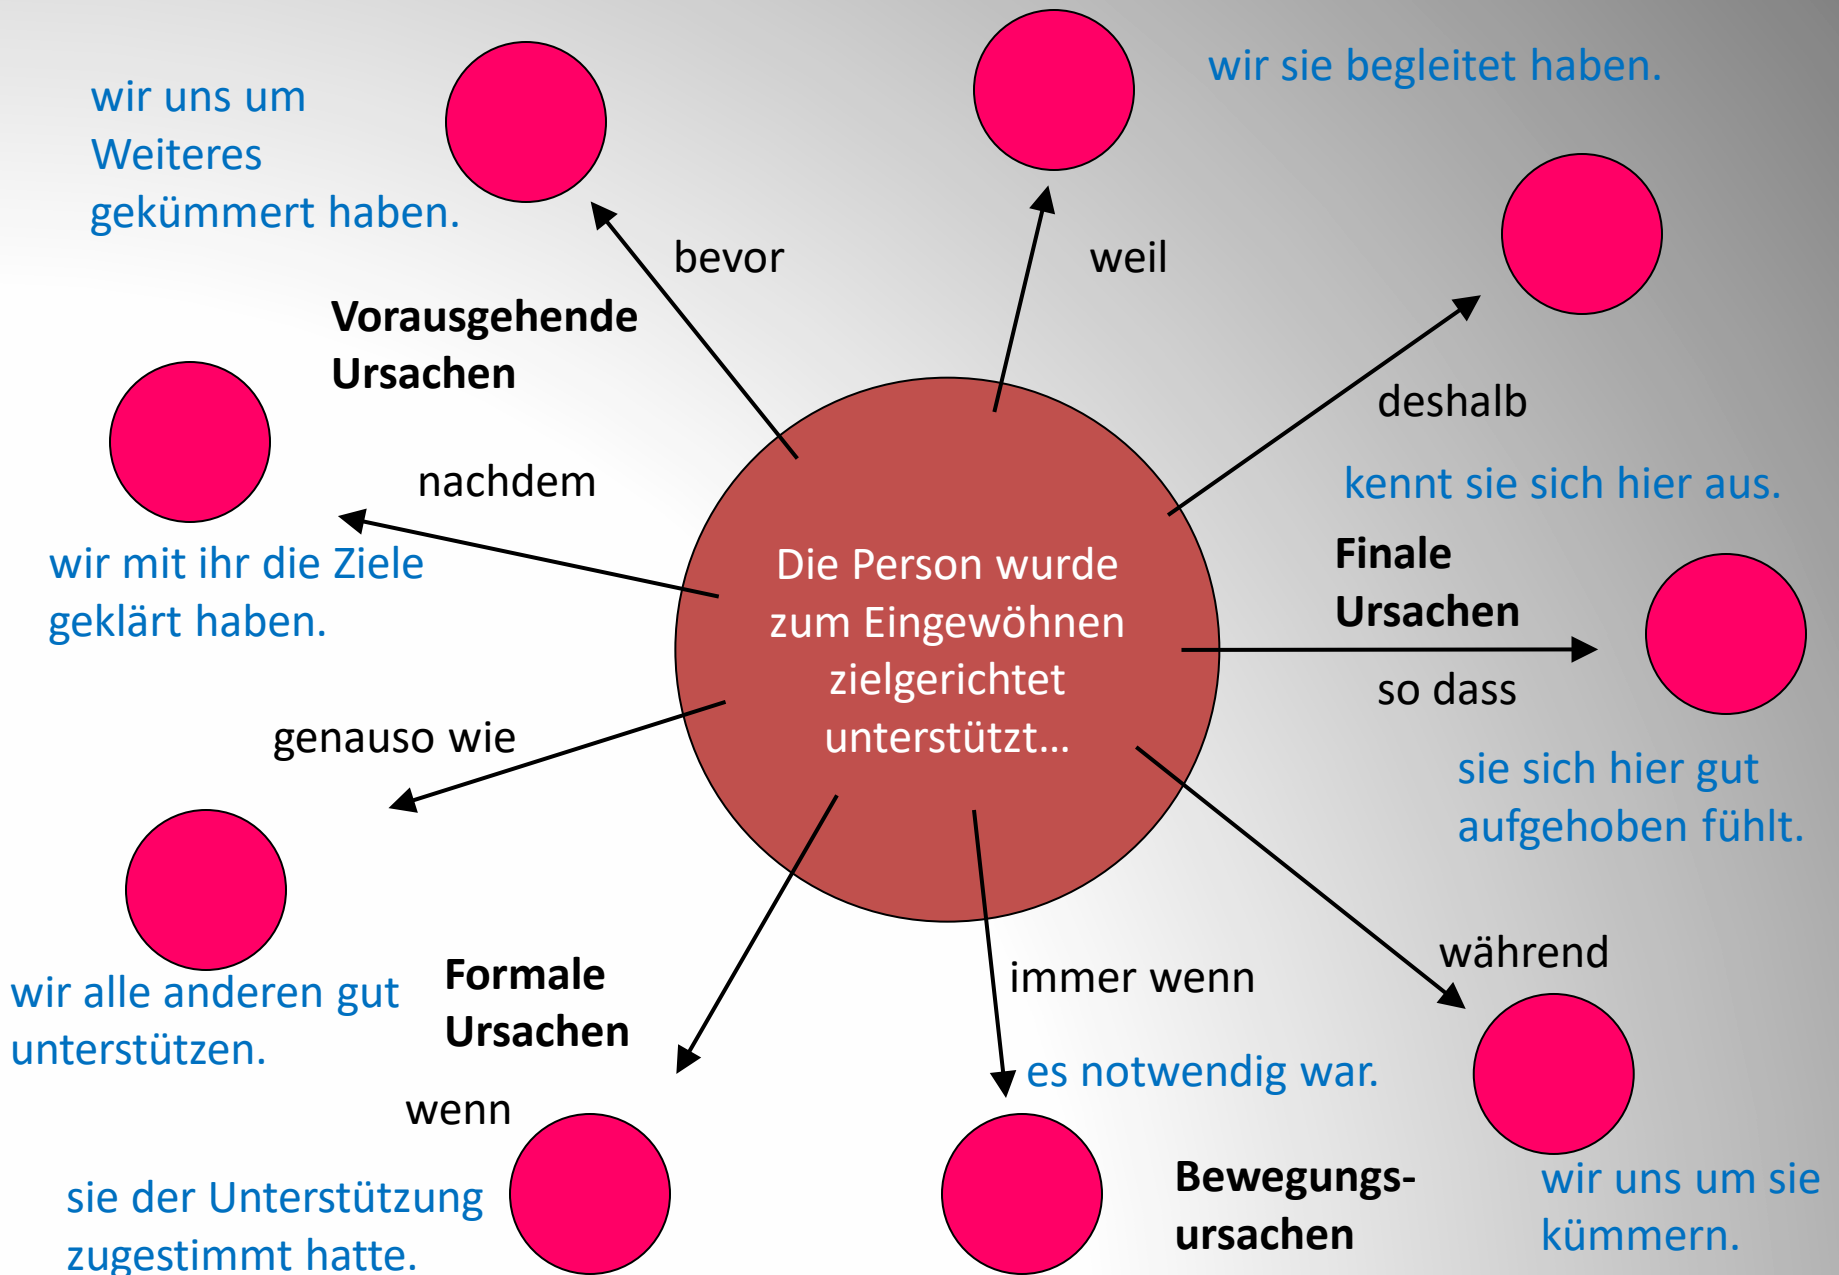 wir uns um
Weiteres
gekümmert haben.
bevor
weil
wir sie begleitet haben.
Vorausgehende
Ursachen
deshalb
kennt sie sich hier aus.
nachdem
wir mit ihr die Ziele
geklärt haben.
Die Person wurde
zum Eingewöhnen
zielgerichtet
unterstützt...
Finale
Ursachen
so dass
sie sich hier gut
aufgehoben fühlt.
genauso wie
wir alle anderen gut
unterstützen.
Formale
Ursachen
wenn
sie der Unterstützung
zugestimmt hatte.
immer wenn
es notwendig war.
während
Bewegungs-
ursachen
wir uns um sie
kümmern.